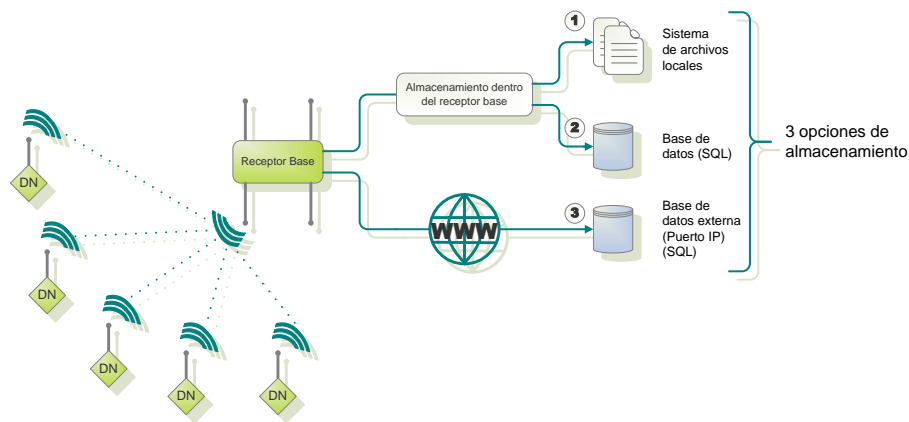 1
Sistema
de archivos
locales
Almacenamiento dentro
del receptor base
2
Base de
datos (SQL)
3 opciones de
almacenamiento
Receptor Base
DN
3
Base de
datos externa
(Puerto IP)
(SQL)
WWW
DN
DN
DN
DN